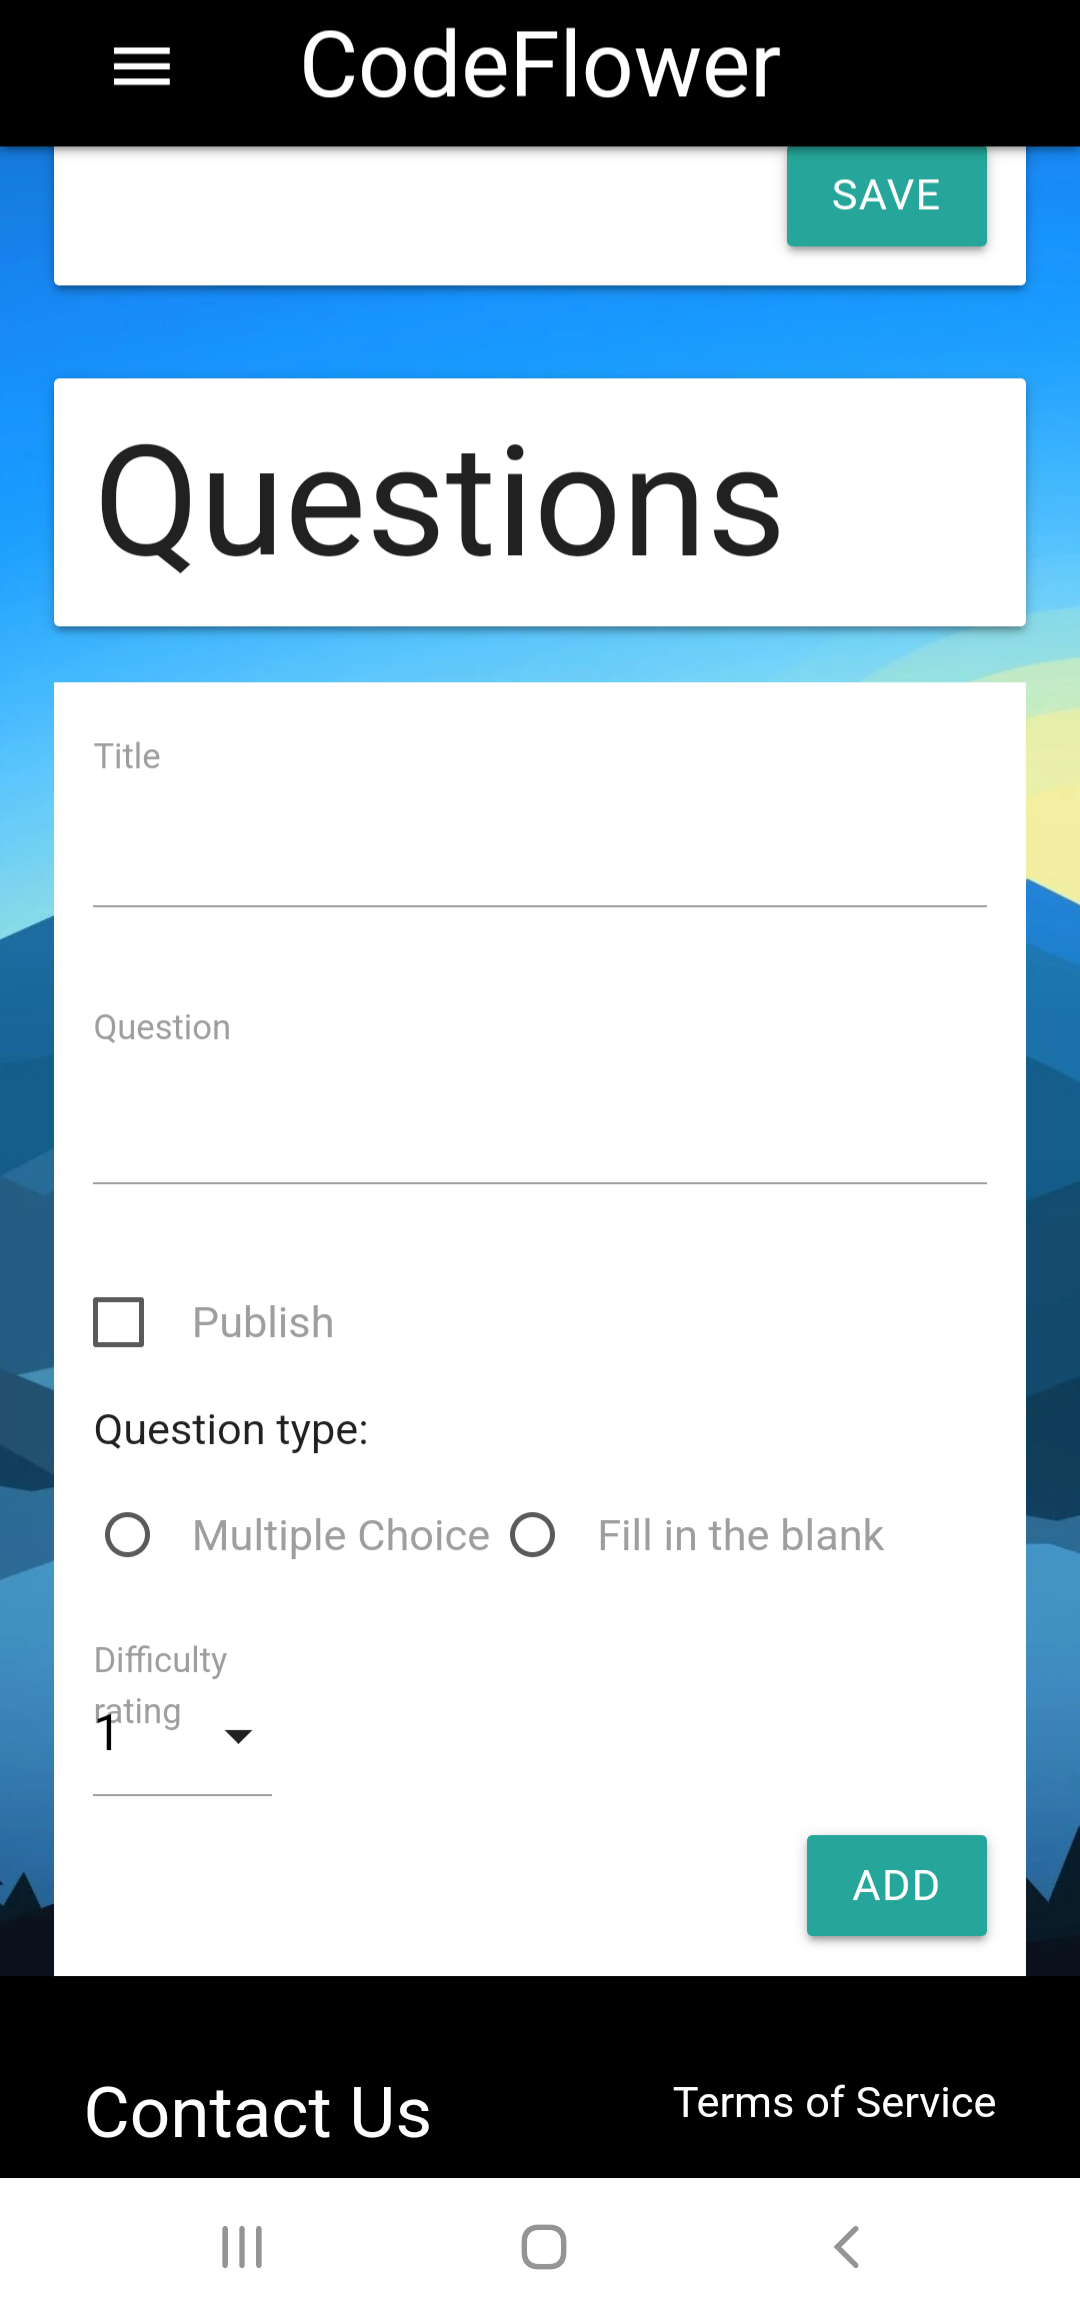 CodeFlower
SAVE
Questions
Title
Question
Publish
Question type:
Multiple Choice Fill in the blank
Difficulty
rating
1
ADD
Contact Us Terms of Service